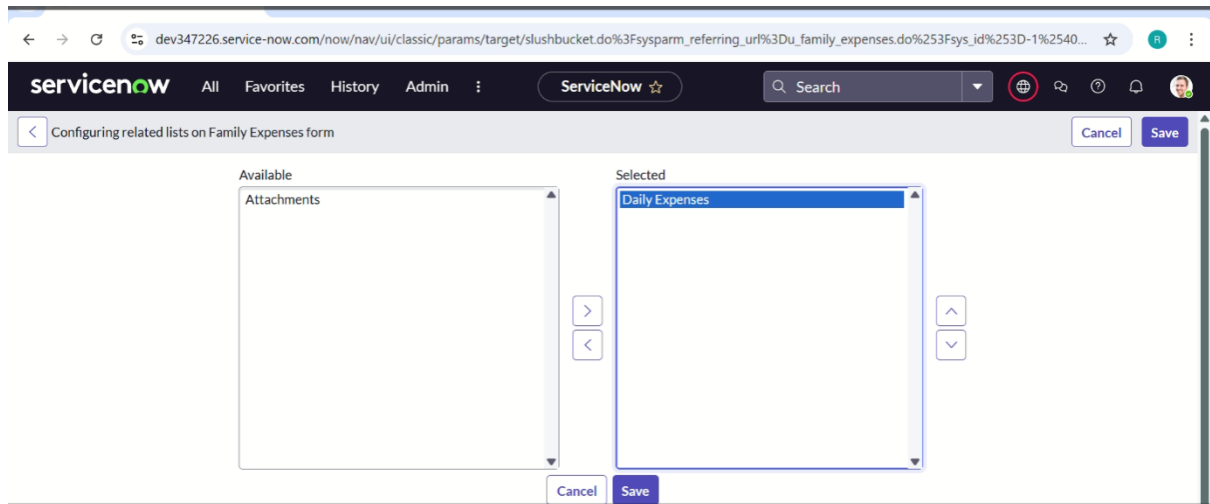 dev347226.service-now.com/now/nav/ui/classic/params/target/slushbucket.do%3Fsysparm_referring_url%3Du_family_expenses.do%253Fsys_id%253D-1%2540...
R
servicenow All Favorites History Admin ServiceNow Search
Configuring related lists on Family Expenses form Cancel Save
Available Selected
Attachments Daily Expenses
Cancel Save